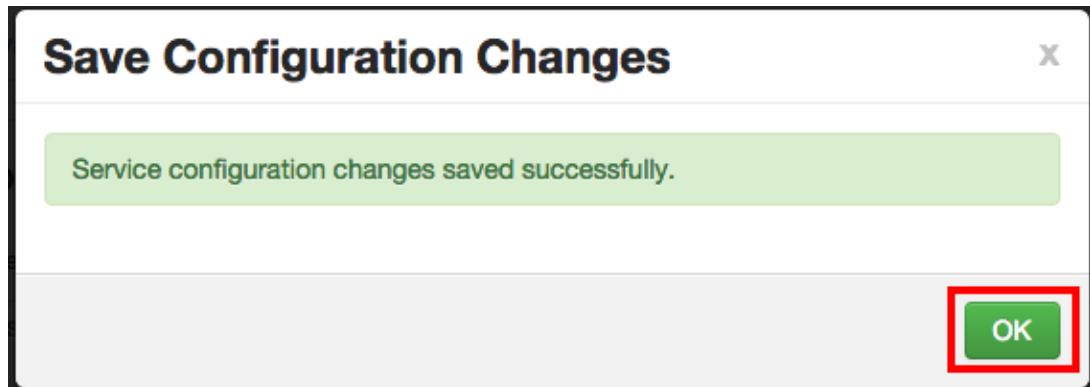 Save Configuration Changes
x
Service configuration changes saved successfully.
OK